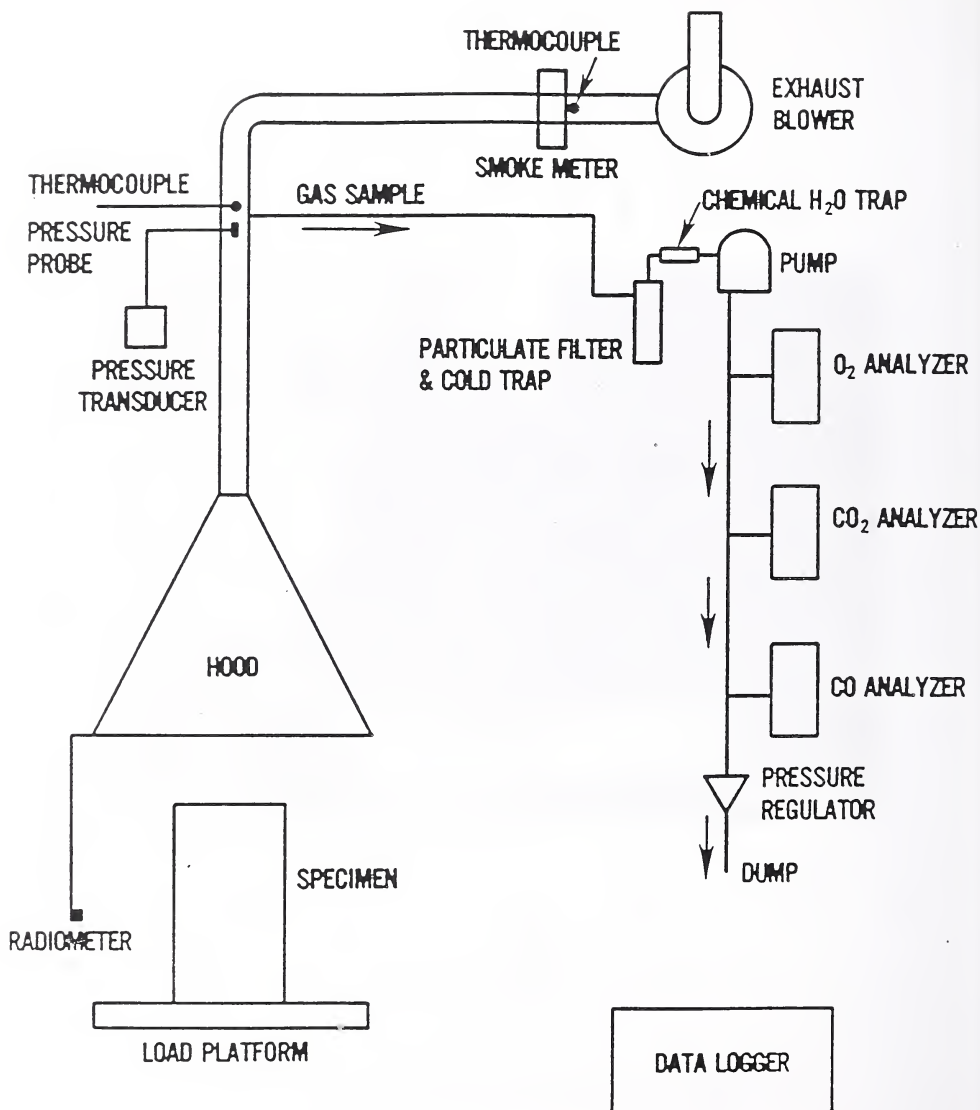 THERMOCOUPLE
EXHAUST
BLOWER
SMOKE METER
THERMOCOUPLE
GAS SAMPLE
CHEMICAL H₂O TRAP
PRESSURE
PROBE
PUMP
PARTICULATE FILTER
& COLD TRAP
PRESSURE
TRANSDUCER
O₂ ANALYZER
CO₂ ANALYZER
HOOD
CO ANALYZER
PRESSURE
REGULATOR
SPECIMEN
DUMP
RADIOMETER
LOAD PLATFORM
DATA LOGGER